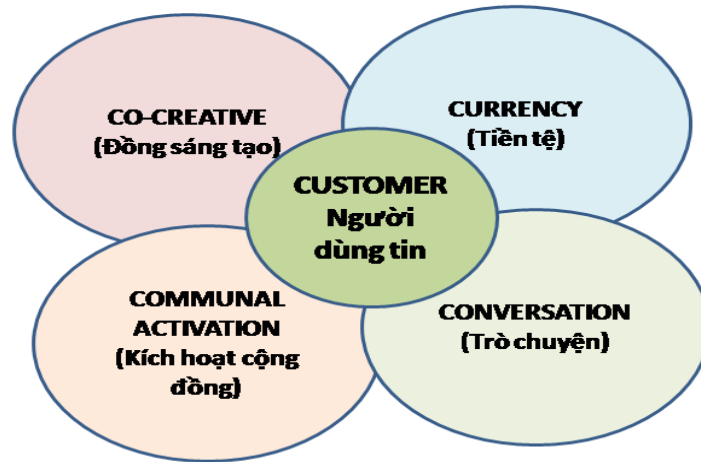 CO-CREATIVE
(Đồng sáng tạo)
CURRENCY
(Tiền tệ)
CUSTOMER
Người
dùng tin
COMMUNAL
ACTIVATION
(Kích hoạt cộng
đồng)
CONVERSATION
(Trò chuyện)